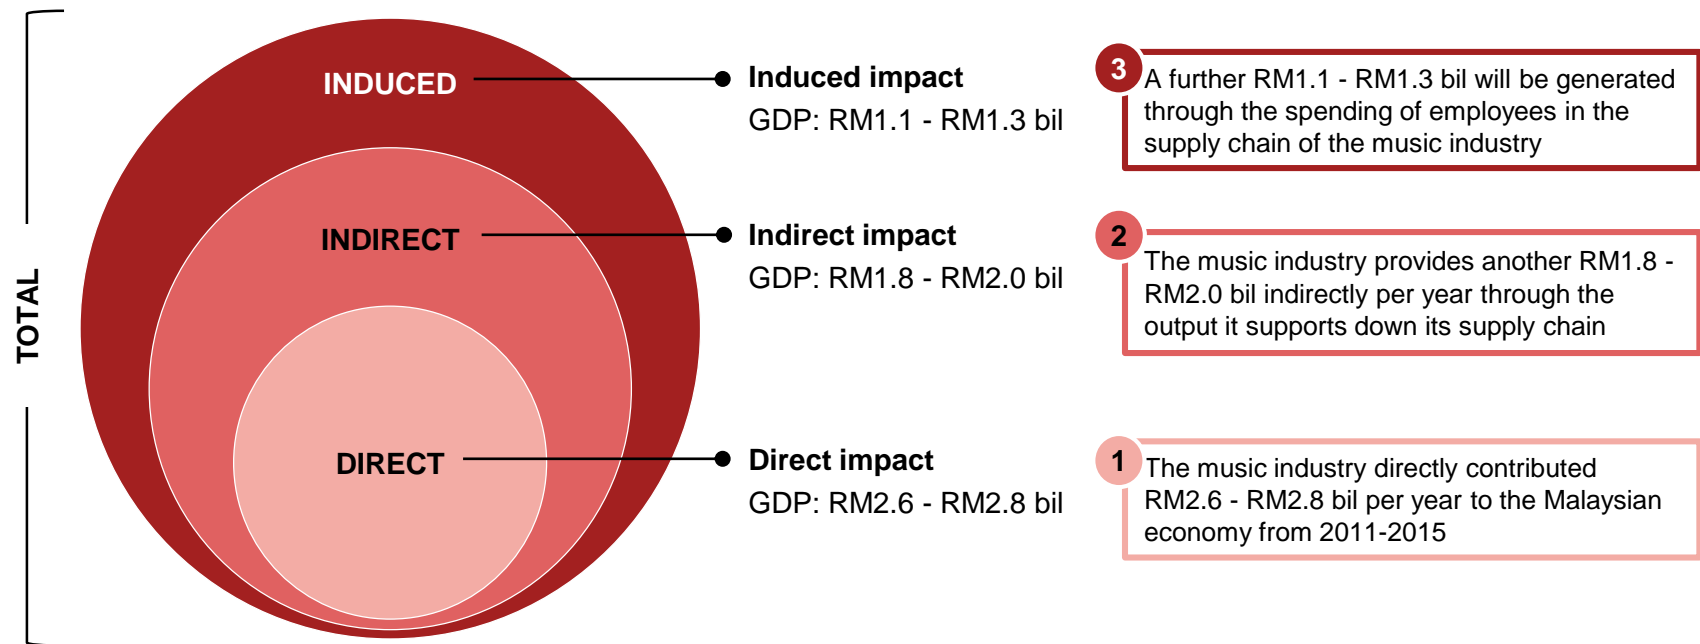 TOTAL
INDUCED
INDIRECT
DIRECT
Induced impact
GDP: RM1.1 - RM1.3 bil
Indirect impact
GDP: RM1.8 - RM2.0 bil
Direct impact
GDP: RM2.6 - RM2.8 bil
3
A further RM1.1 - RM1.3 bil will be generated
through the spending of employees in the
supply chain of the music industry
2
The music industry provides another RM1.8 -
RM2.0 bil indirectly per year through the
output it supports down its supply chain
1
The music industry directly contributed
RM2.6 - RM2.8 bil per year to the Malaysian
economy from 2011-2015